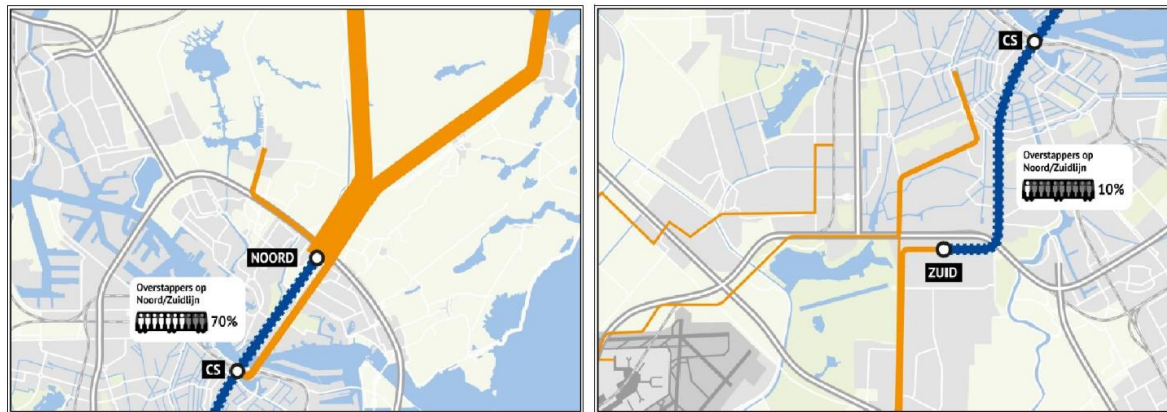 NOORD
Overstappers op
Noord/Zuidlijn
70%
CS
CS
Overstappers op
Noord/Zuidlijn
10%
ZUID